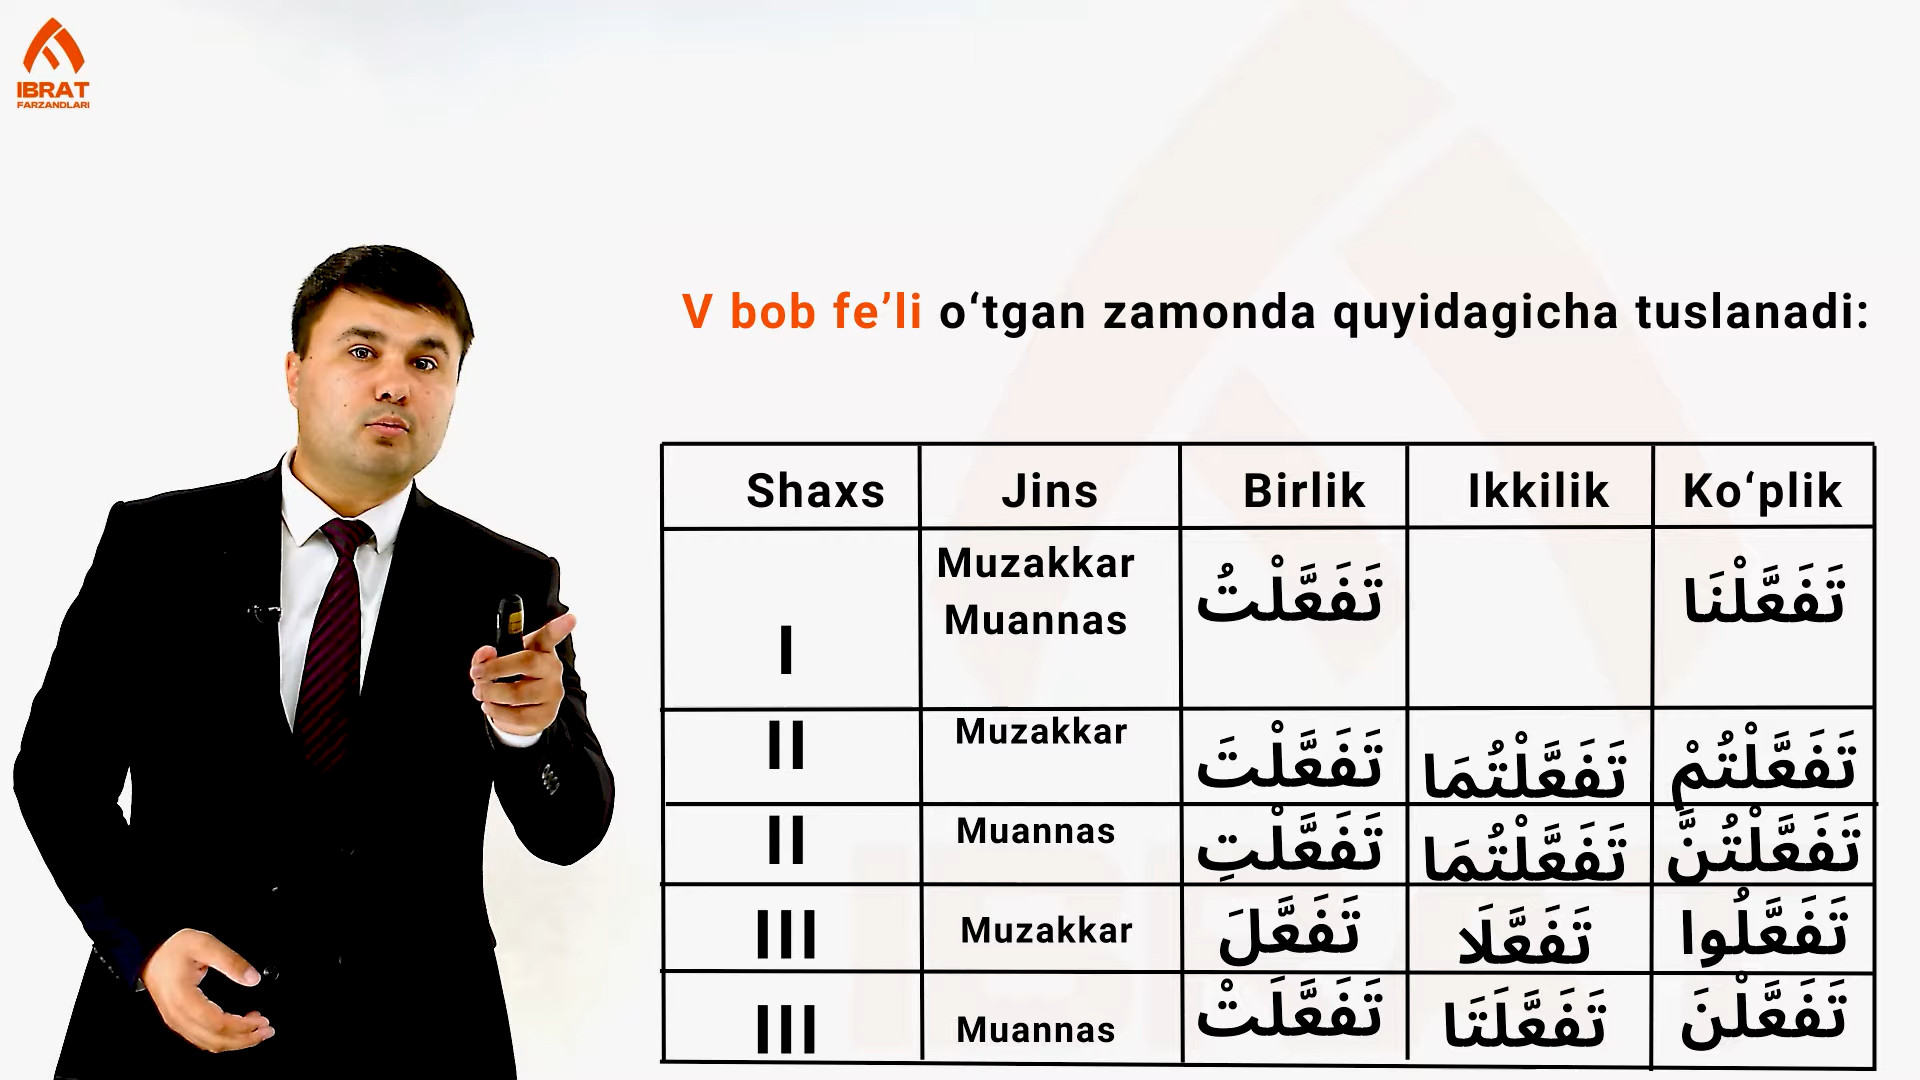 IBRAT
FARZANDLARI
V bob fe’li o‘tgan zamonda quyidagicha tuslanadi:
Shaxs Jins Birlik Ikkilik Ko‘plik
I Muzakkar Muannas تَفَعَّلْتُ تَفَعَّلْنَا
II Muzakkar تَفَعَّلْتَ تَفَعَّلْتُمَا تَفَعَّلْتُمْ
II Muannas تَفَعَّلْتِ تَفَعَّلْتُمَا تَفَعَّلْتُنَّ
III Muzakkar تَفَعَّلَ تَفَعَّلَا تَفَعَّلُوا
III Muannas تَفَعَّلَتْ تَفَعَّلَتَا تَفَعَّلْنَ